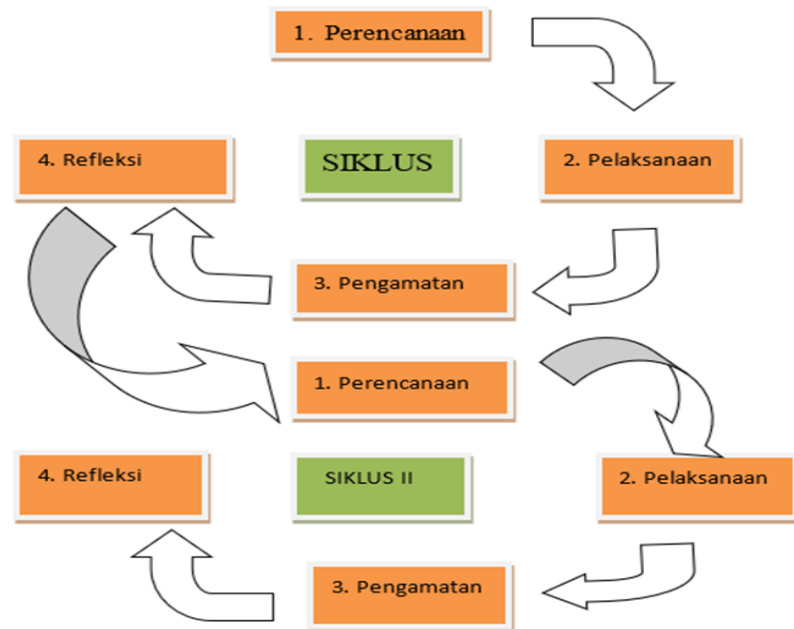 1. Perencanaan
4. Refleksi
SIKLUS
2. Pelaksanaan
3. Pengamatan
1. Perencanaan
4. Refleksi
SIKLUS II
2. Pelaksanaan
3. Pengamatan